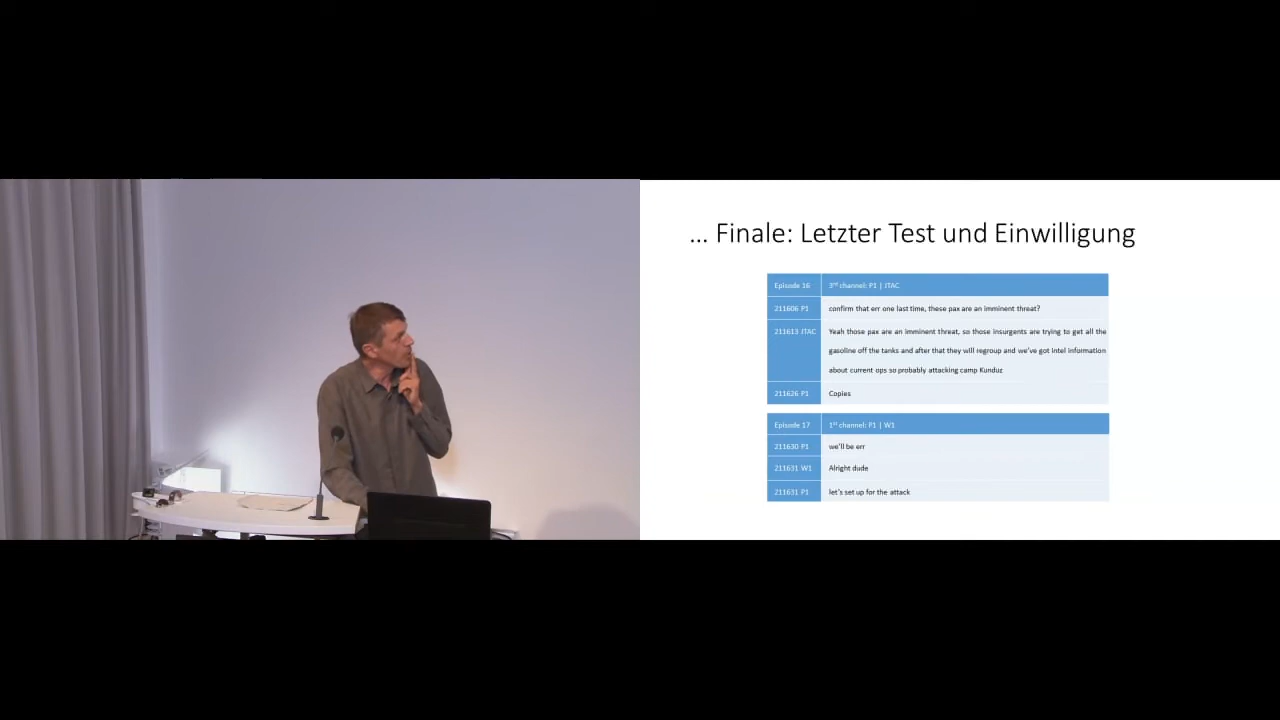 ... Finale: Letzter Test und Einwilligung
Episode 16 3rd channel: P1 | JTAC
211606 P1 confirm that err one last time, these pax are an imminent threat?
211613 JTAC Yeah those pax are an imminent threat, so those insurgents are trying to get all the
gasoline off the tanks and after that they will regroup and we've got intel information
about current ops so probably attacking camp Kunduz
211626 P1 Copies
Episode 17 1st channel: P1 | W1
211630 P1 we'll be err
211631 W1 Alright dude
211631 P1 let's set up for the attack